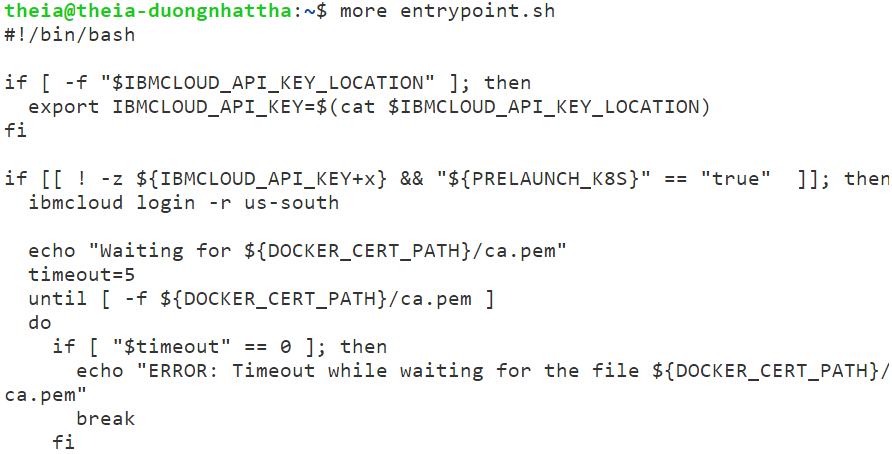 theia@theia-duongnhattha:~$ more entrypoint.sh
#!/bin/bash

if [ -f "$IBMCLOUD_API_KEY_LOCATION" ]; then
  export IBMCLOUD_API_KEY=$(cat $IBMCLOUD_API_KEY_LOCATION)
fi

if [[ ! -z ${IBMCLOUD_API_KEY+x} && "${PRELAUNCH_K8S}" == "true"  ]]; then
  ibmcloud login -r us-south

  echo "Waiting for ${DOCKER_CERT_PATH}/ca.pem"
  timeout=5
  until [ -f ${DOCKER_CERT_PATH}/ca.pem ]
  do
    if [ "$timeout" == 0 ]; then
      echo "ERROR: Timeout while waiting for the file ${DOCKER_CERT_PATH}/
ca.pem"
      break
    fi